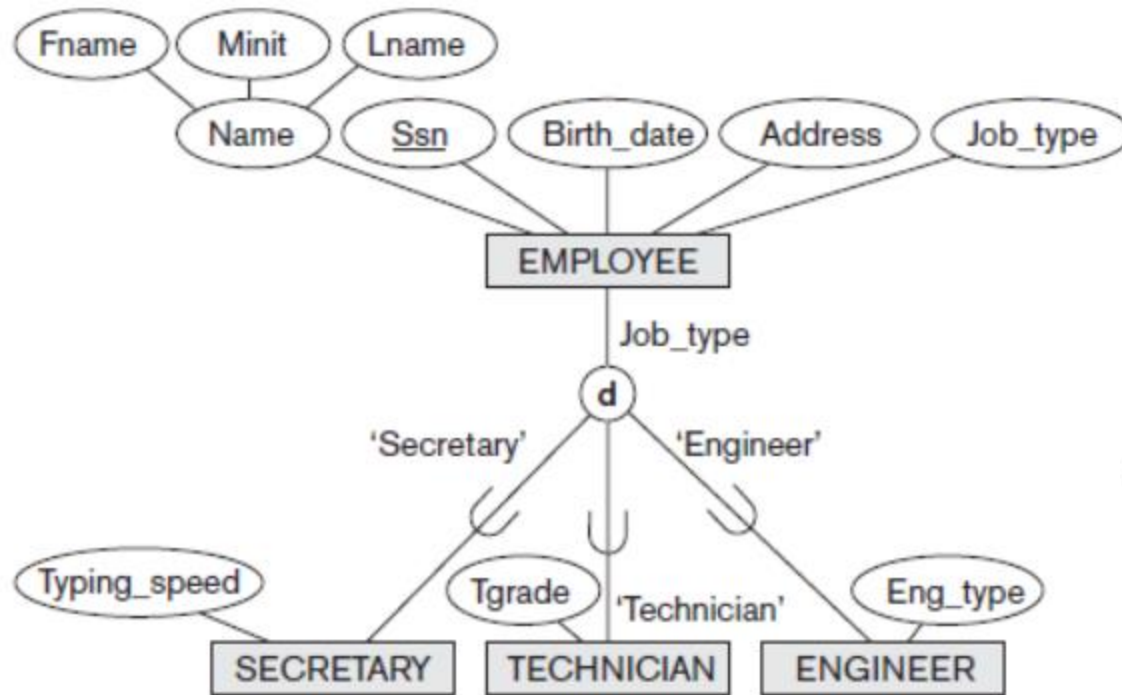 Fname Minit Lname
Name Ssn Birth_date Address Job_type
EMPLOYEE
Job_type
d
‘Secretary’ ‘Engineer’
Typing_speed Tgrade ‘Technician’ Eng_type
SECRETARY TECHNICIAN ENGINEER